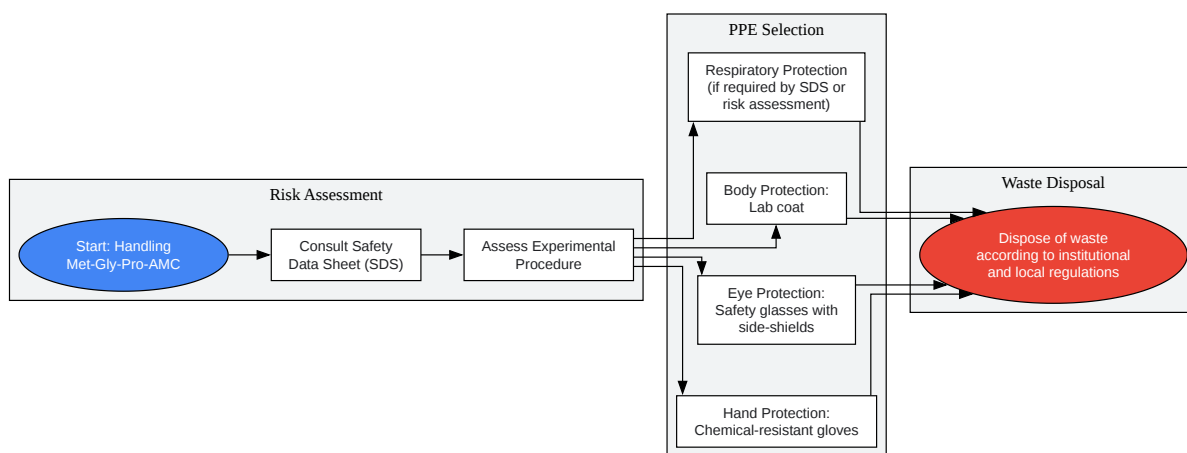 Risk Assessment
Start: Handling
Met-Gly-Pro-AMC
Consult Safety
Data Sheet (SDS)
Assess Experimental
Procedure
PPE Selection
Respiratory Protection
(if required by SDS or
risk assessment)
Body Protection:
Lab coat
Eye Protection:
Safety glasses with
side-shields
Hand Protection:
Chemical-resistant gloves
Waste Disposal
Dispose of waste
according to institutional
and local regulations